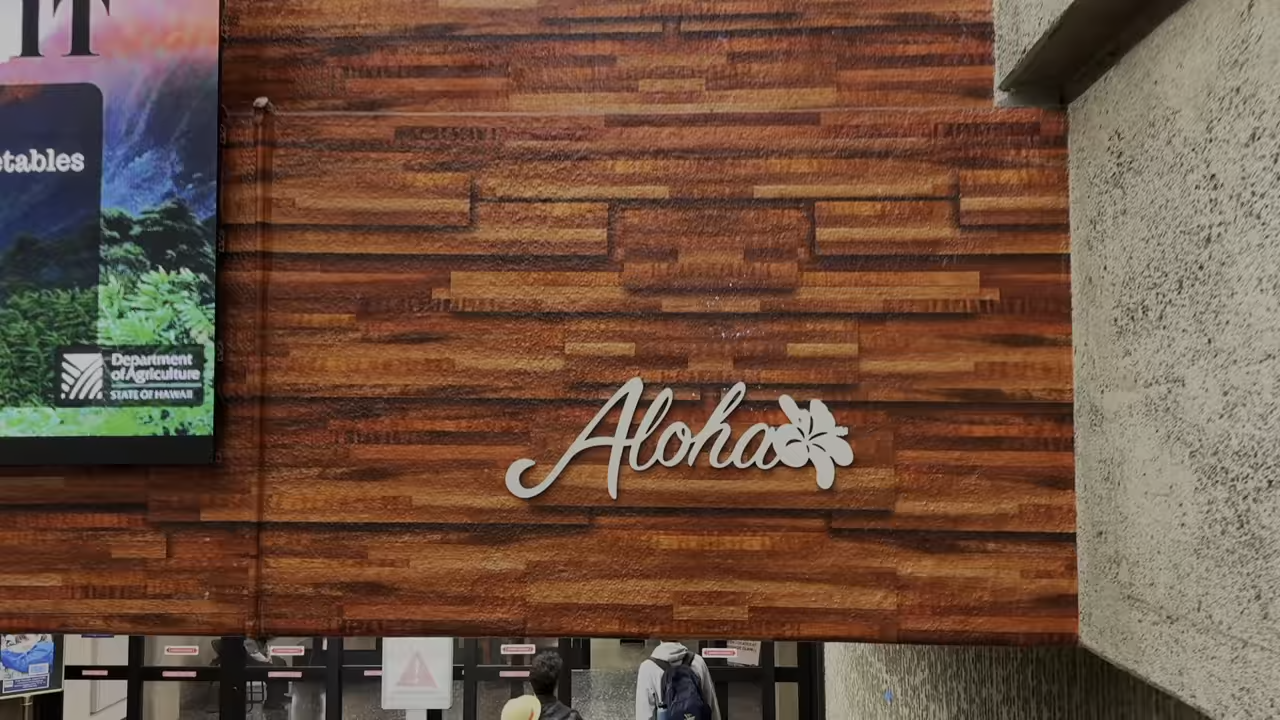 IT
etables
Department
of Agriculture
STATE OF HAWAII
Aloha